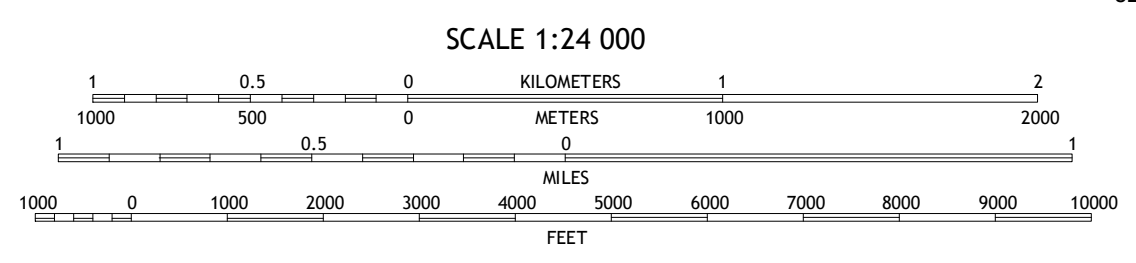 SCALE 1:24 000
1 0.5 0 KILOMETERS 1 2
1000 500 0 METERS 1000 2000
1 0.5 0 1
MILES
1000 0 1000 2000 3000 4000 5000 6000 7000 8000 9000 10000
FEET